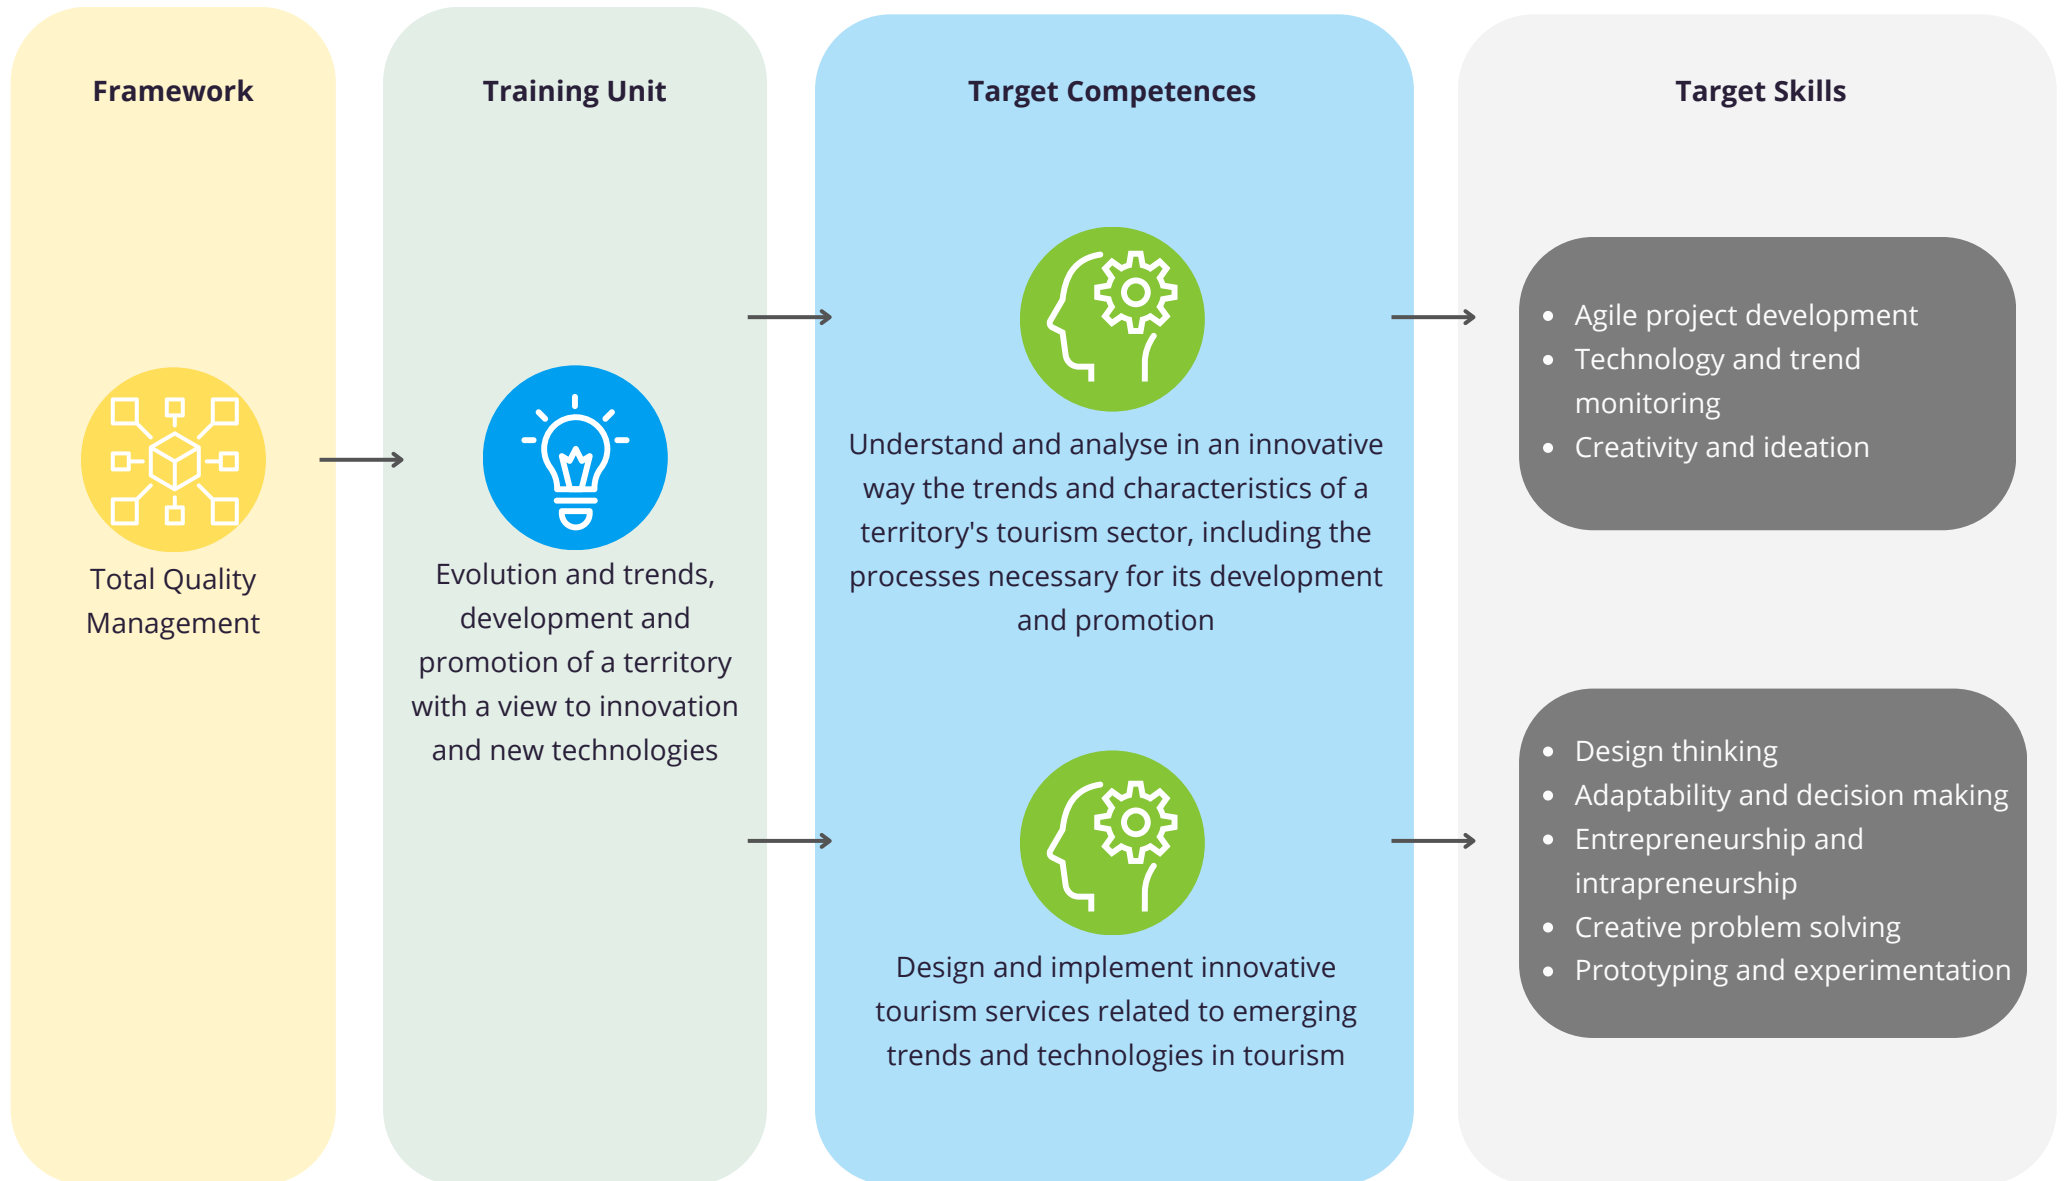 Framework
Total Quality
Management
Training Unit
Evolution and trends,
development and
promotion of a territory
with a view to innovation
and new technologies
Target Competences
Understand and analyse in an innovative
way the trends and characteristics of a
territory's tourism sector, including the
processes necessary for its development
and promotion
Design and implement innovative
tourism services related to emerging
trends and technologies in tourism
Target Skills
• Agile project development
• Technology and trend
monitoring
• Creativity and ideation
• Design thinking
• Adaptability and decision making
• Entrepreneurship and
intrapreneurship
• Creative problem solving
• Prototyping and experimentation